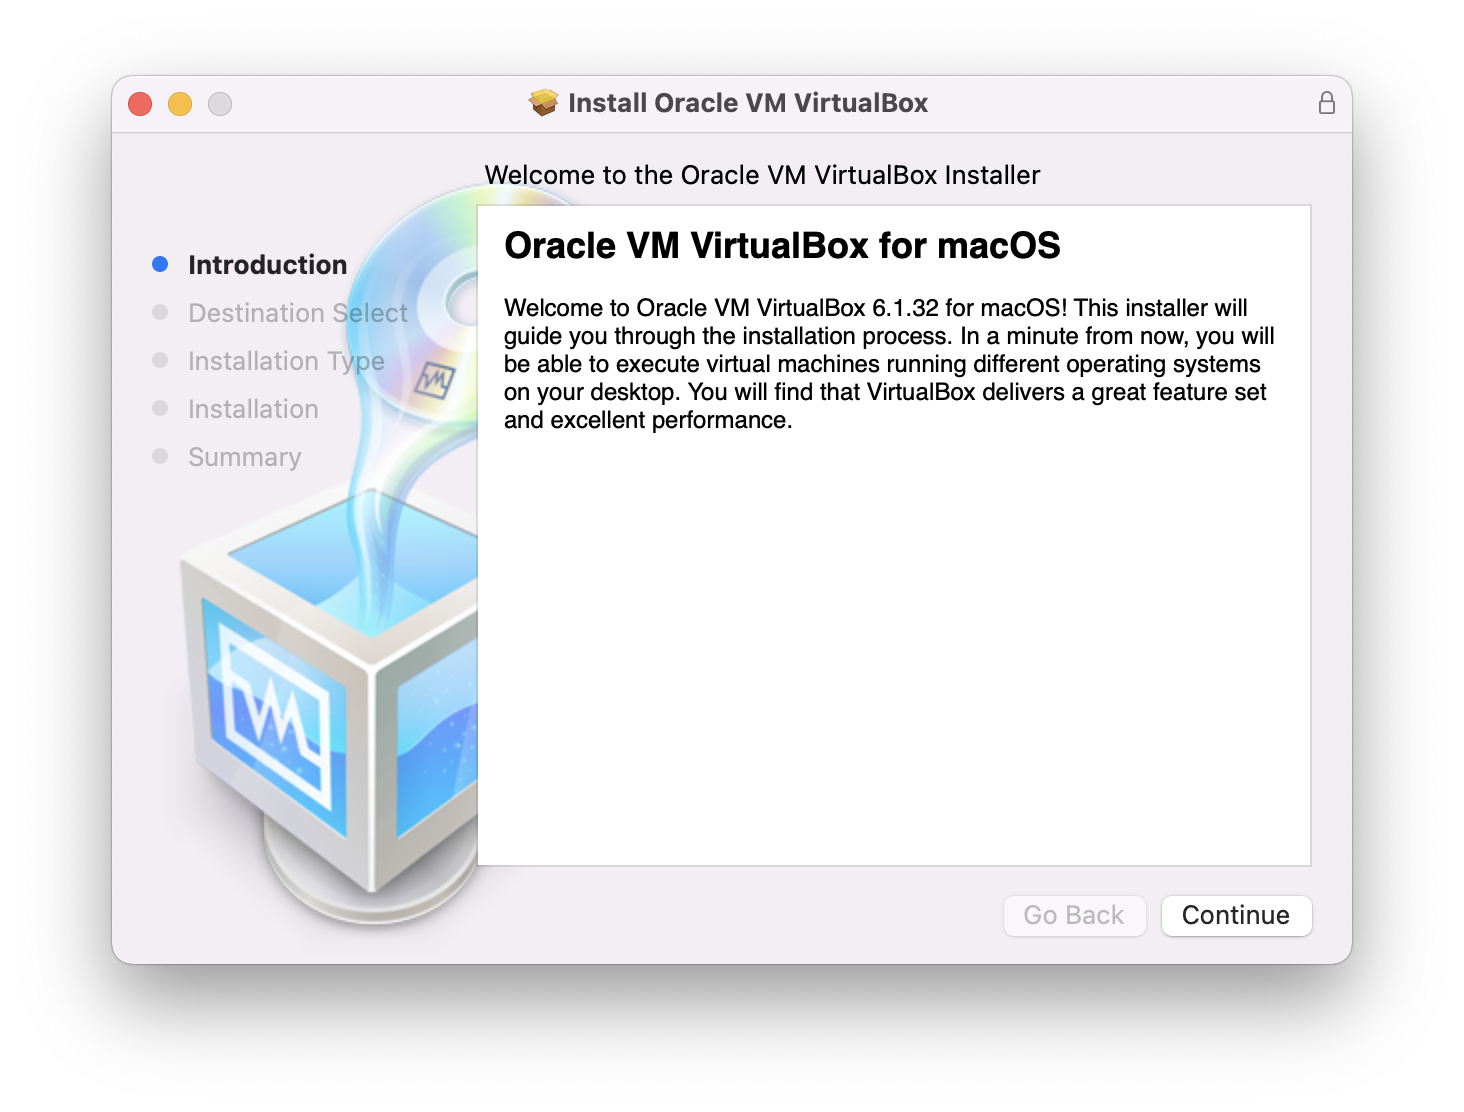 Install Oracle VM VirtualBox
Welcome to the Oracle VM VirtualBox Installer
Introduction
Destination Select
Installation Type
Installation
Summary
Oracle VM VirtualBox for macOS
Welcome to Oracle VM VirtualBox 6.1.32 for macOS! This installer will
guide you through the installation process. In a minute from now, you will
be able to execute virtual machines running different operating systems
on your desktop. You will find that VirtualBox delivers a great feature set
and excellent performance.
VM
Go Back
Continue